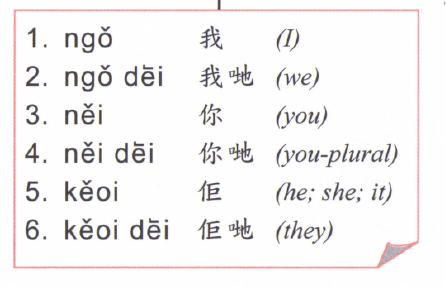 1. ngǒ 我 (I)
2. ngǒ dēi 我哋 (we)
3. něi 你 (you)
4. něi dēi 你哋 (you-plural)
5. kěoi 佢 (he; she; it)
6. kěoi dēi 佢哋 (they)